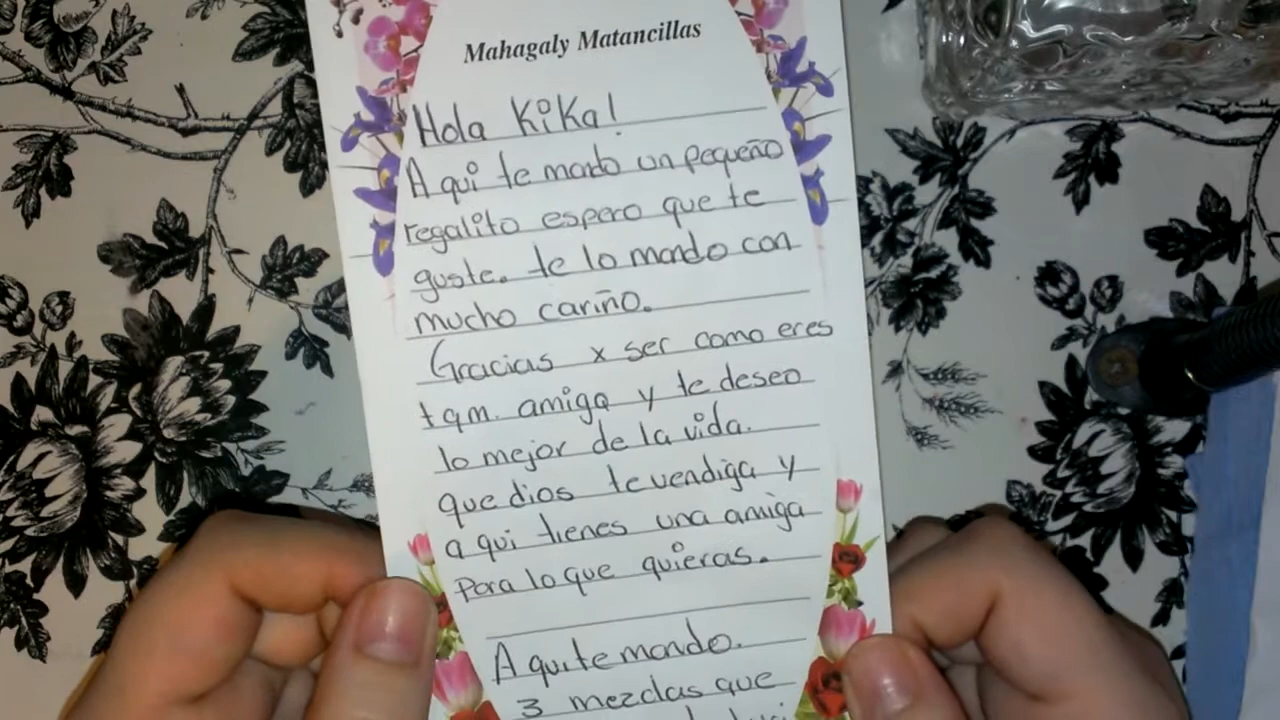 Mahagaly Matancillas
Hola Kika!
A qui te mando un pequeño
regalito espero que te
guste. te lo mando con
mucho cariño.
Gracias x ser como eres
tqm. amiga y te deseo
lo mejor de la vida.
que dios te vendiga y
a qui tienes una amiga
Para lo que quieras.
A qui te mando.
3 mezclas que